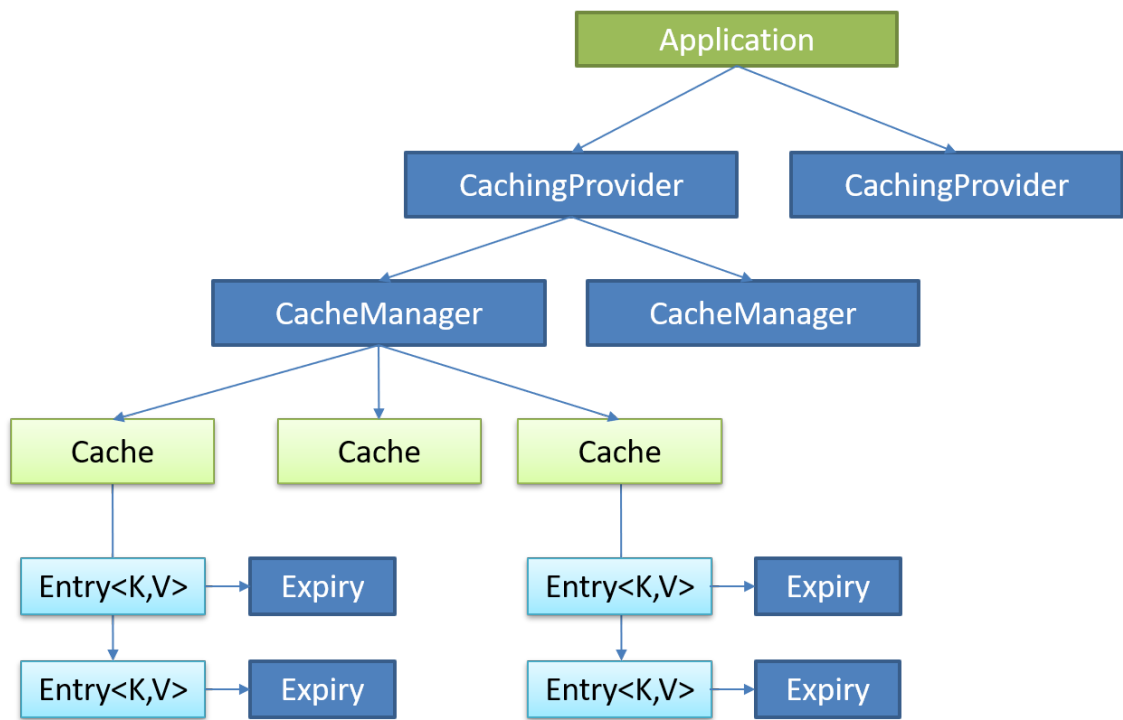 Application
CachingProvider
CachingProvider
CacheManager
CacheManager
Cache
Cache
Cache
Entry<K,V>
Expiry
Entry<K,V>
Expiry
Entry<K,V>
Expiry
Entry<K,V>
Expiry